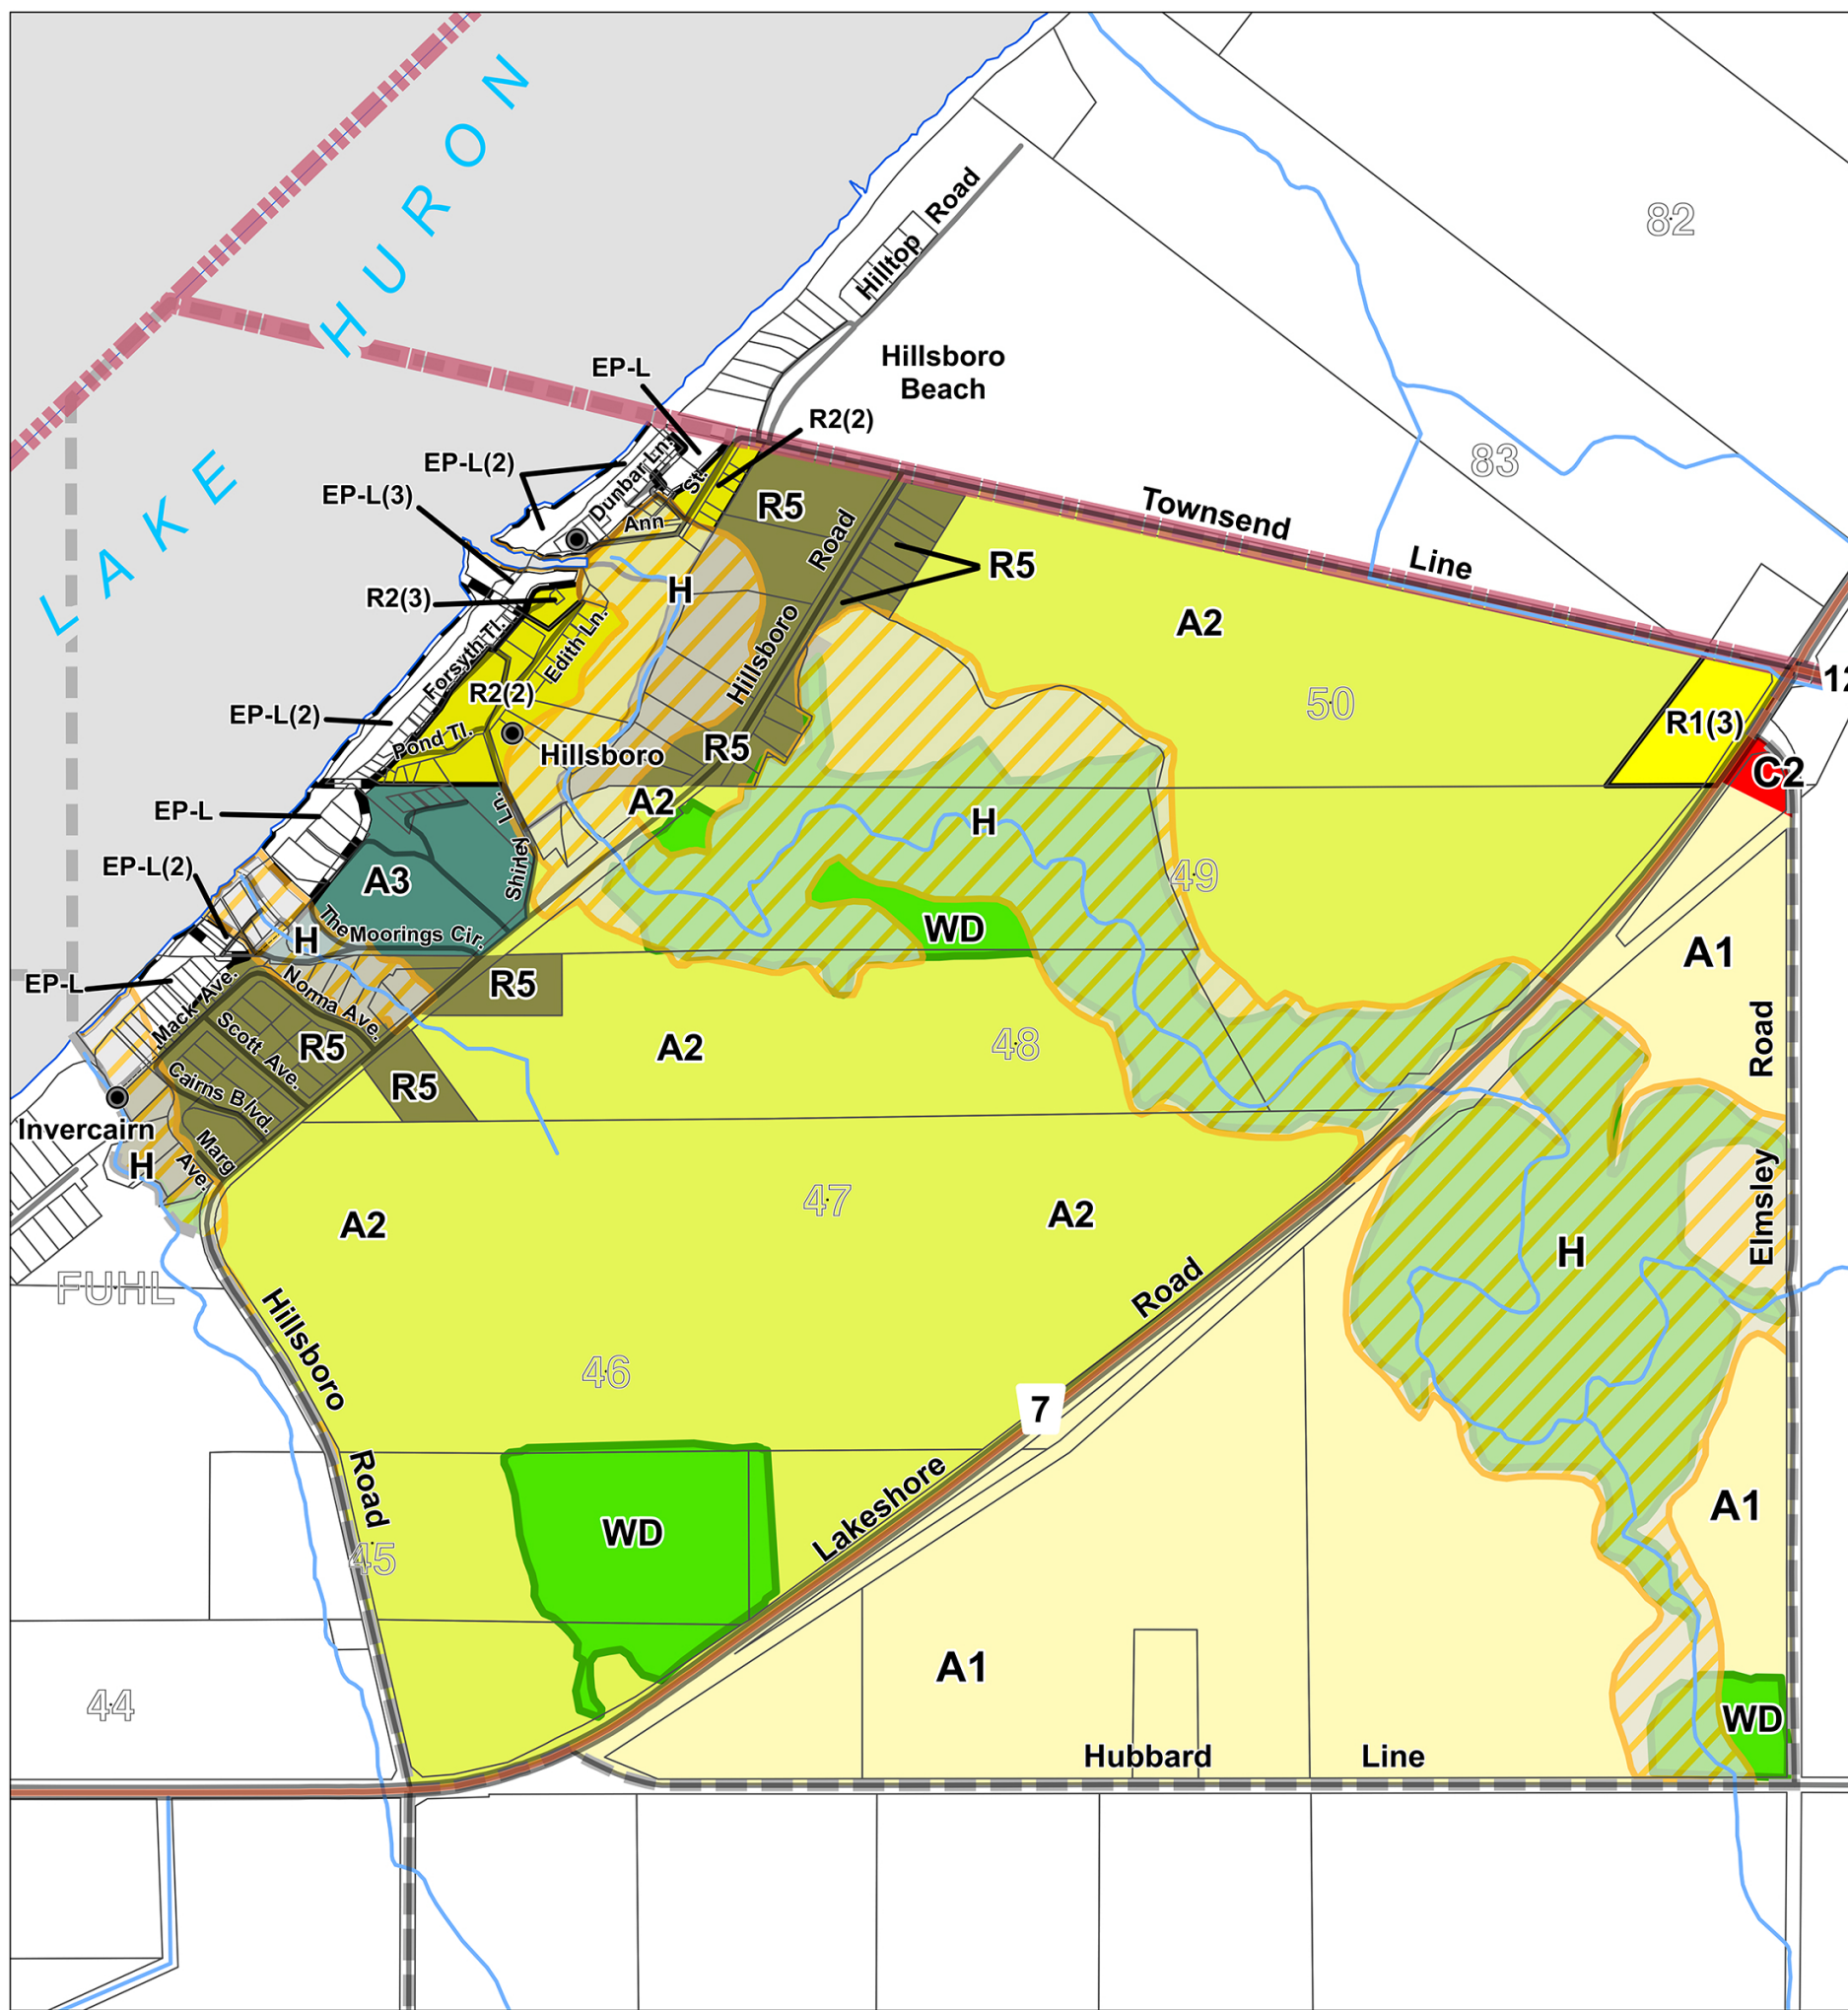 LAKE HURON
82
Hilltop Road
Hillsboro
Beach
EP-L
R2(2)
EP-L(2)
Dunbar Ln.
St.
83
EP-L(3)
Ann
R5
Road
Townsend
Line
R5
H
R2(3)
Edith Ln.
A2
Forsyth Tl.
Hillsboro
R2(2)
50
EP-L(2)
R1(3)
Pond Tl.
Hillsboro
R5
C2
A2
EP-L
Shirley Ln.
H
EP-L(2)
A3
49
WD
The Moorings Cir.
H
A1
EP-L
R5
Mack Ave.
Norma Ave.
Scott Ave.
R5
A2
48
Road
R5
Cairns Blvd.
Invercairn
Marg
Ave.
H
Elmsley
A2
47
A2
H
FUHL
Hillsboro
Road
46
7
Road
Lakeshore
A1
WD
45
A1
44
WD
Hubbard
Line